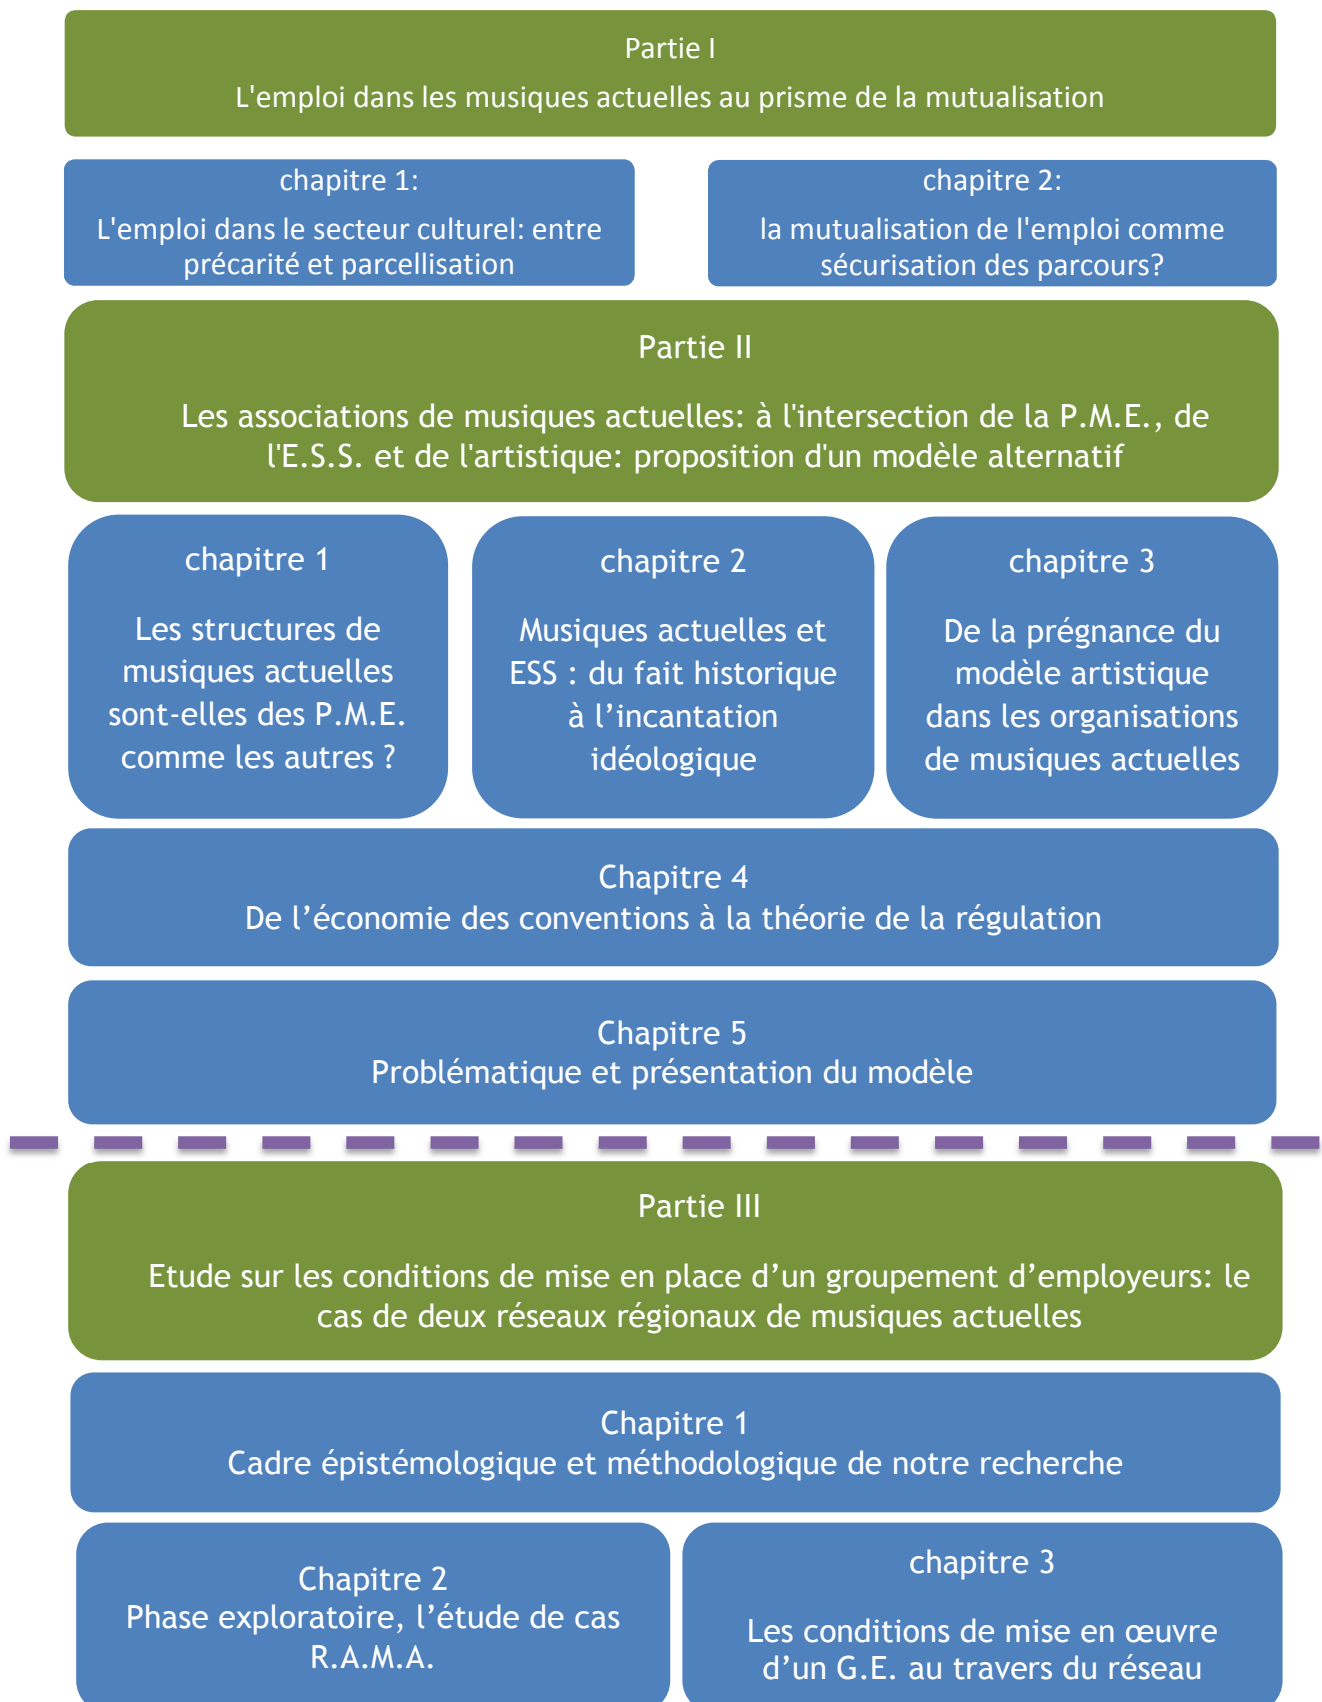 Partie I
L'emploi dans les musiques actuelles au prisme de la mutualisation
chapitre 1:
L'emploi dans le secteur culturel: entre
précarité et parcellisation
chapitre 2:
la mutualisation de l'emploi comme
sécurisation des parcours?
Partie II
Les associations de musiques actuelles: à l'intersection de la P.M.E., de
l'E.S.S. et de l'artistique: proposition d'un modèle alternatif
chapitre 1
Les structures de
musiques actuelles
sont-elles des P.M.E.
comme les autres ?
chapitre 2
Musiques actuelles et
ESS : du fait historique
à l’incantation
idéologique
chapitre 3
De la prégnance du
modèle artistique
dans les organisations
de musiques actuelles
Chapitre 4
De l’économie des conventions à la théorie de la régulation
Chapitre 5
Problématique et présentation du modèle
Partie III
Etude sur les conditions de mise en place d’un groupement d’employeurs: le
cas de deux réseaux régionaux de musiques actuelles
Chapitre 1
Cadre épistémologique et méthodologique de notre recherche
Chapitre 2
Phase exploratoire, l’étude de cas
R.A.M.A.
chapitre 3
Les conditions de mise en œuvre
d’un G.E. au travers du réseau